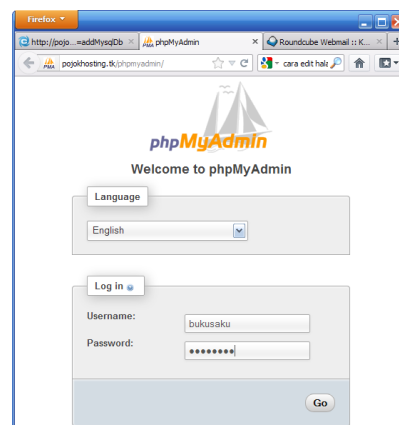 Firefox
http://pojo...=addMysqlDb
phpMyAdmin
Roundcube Webmail :: K...
pojokhosting.tk/phpmyadmin/
cara edit hala
phpMyAdmin
Welcome to phpMyAdmin
Language
English
Log in
Username:
bukusaku
Password:
••••••••
Go